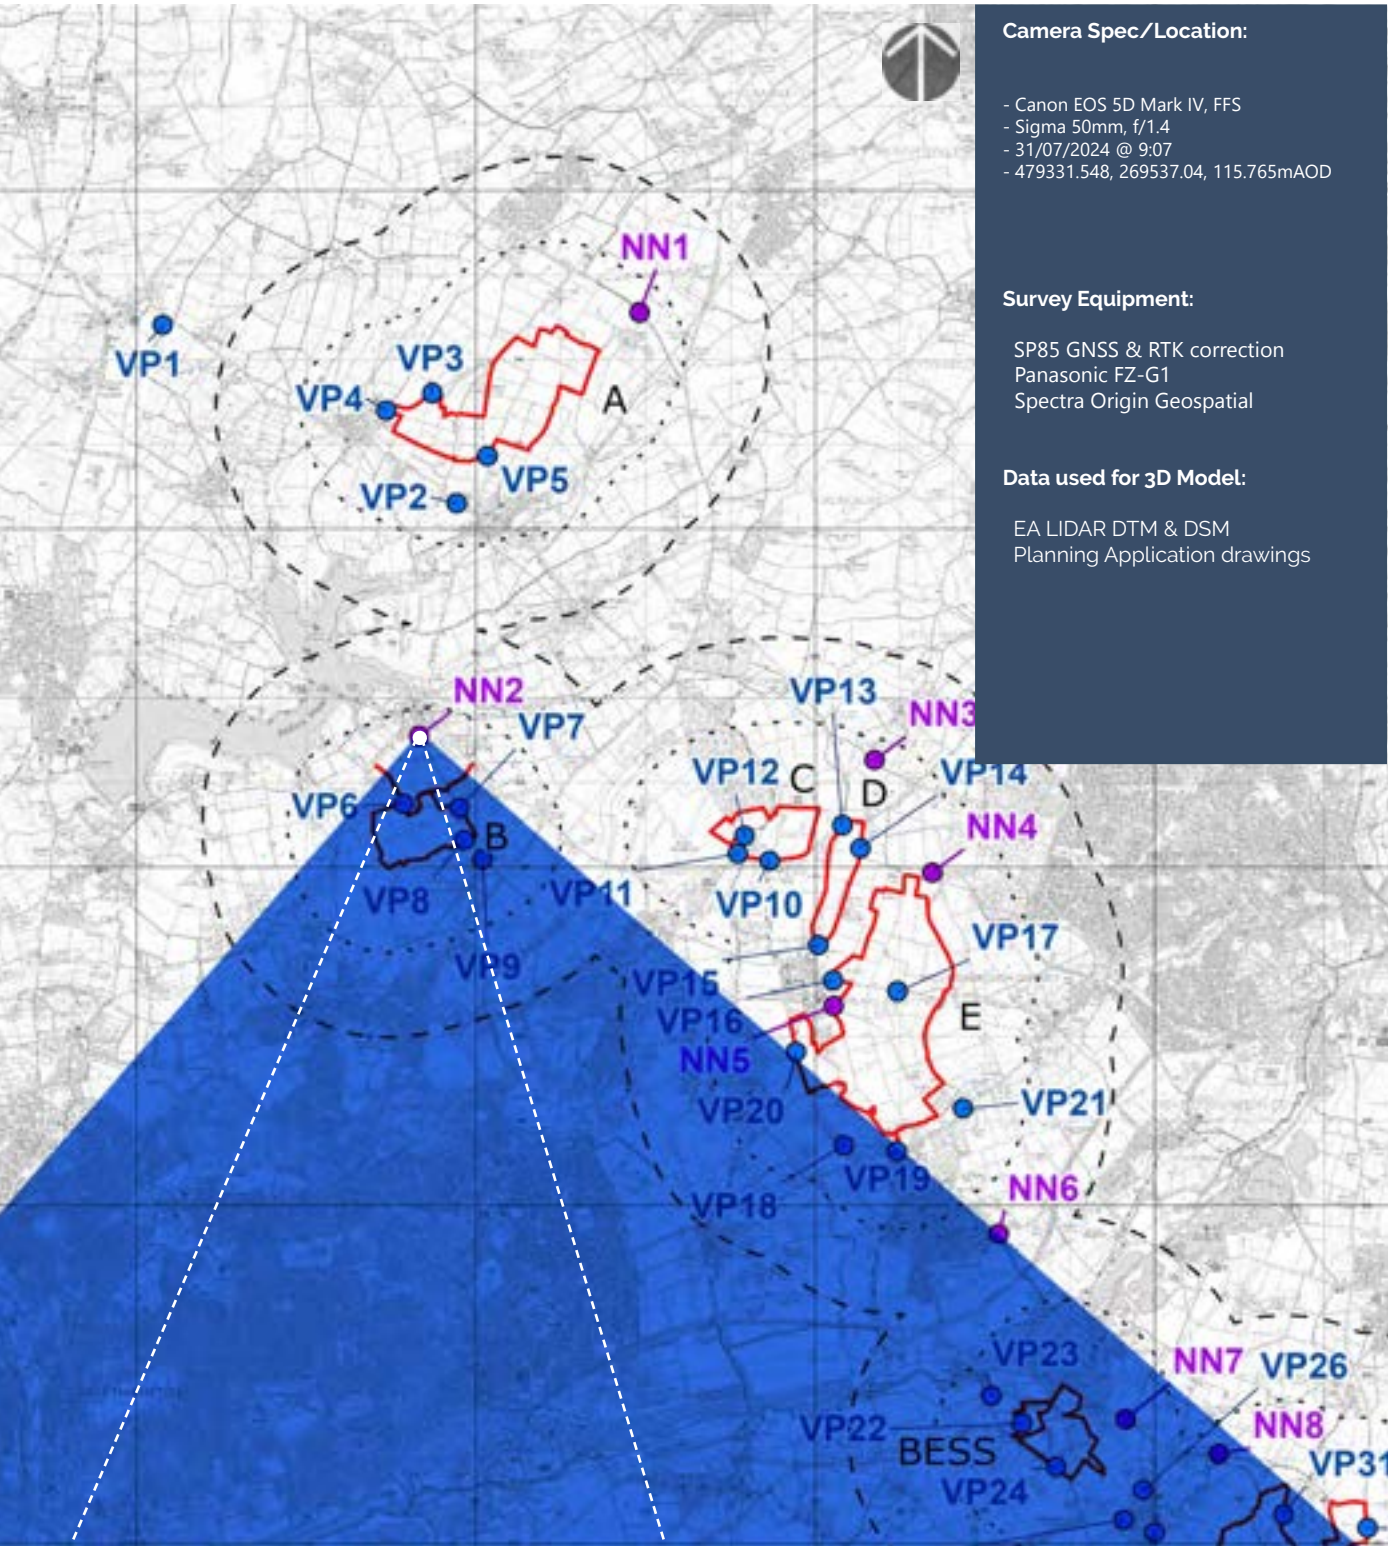 Camera Spec/Location:
- Canon EOS 5D Mark IV, FFS
- Sigma 50mm, f/1.4
- 31/07/2024 @ 9:07
- 479331.548, 269537.04, 115.765mAOD
Survey Equipment:
SP85 GNSS & RTK correction
Panasonic FZ-G1
Spectra Origin Geospatial
Data used for 3D Model:
EA LIDAR DTM & DSM
Planning Application drawings
NN1
VP1
VP3
VP4
A
VP5
VP2
NN2
VP7
VP13
NN3
VP12
C
D
VP14
VP6
B
NN4
VP8
VP11
VP10
VP17
VP9
VP15
VP16
E
NN5
VP20
VP21
VP19
NN6
VP18
VP23
NN7
VP26
VP22
BESS
NN8
VP24
VP31